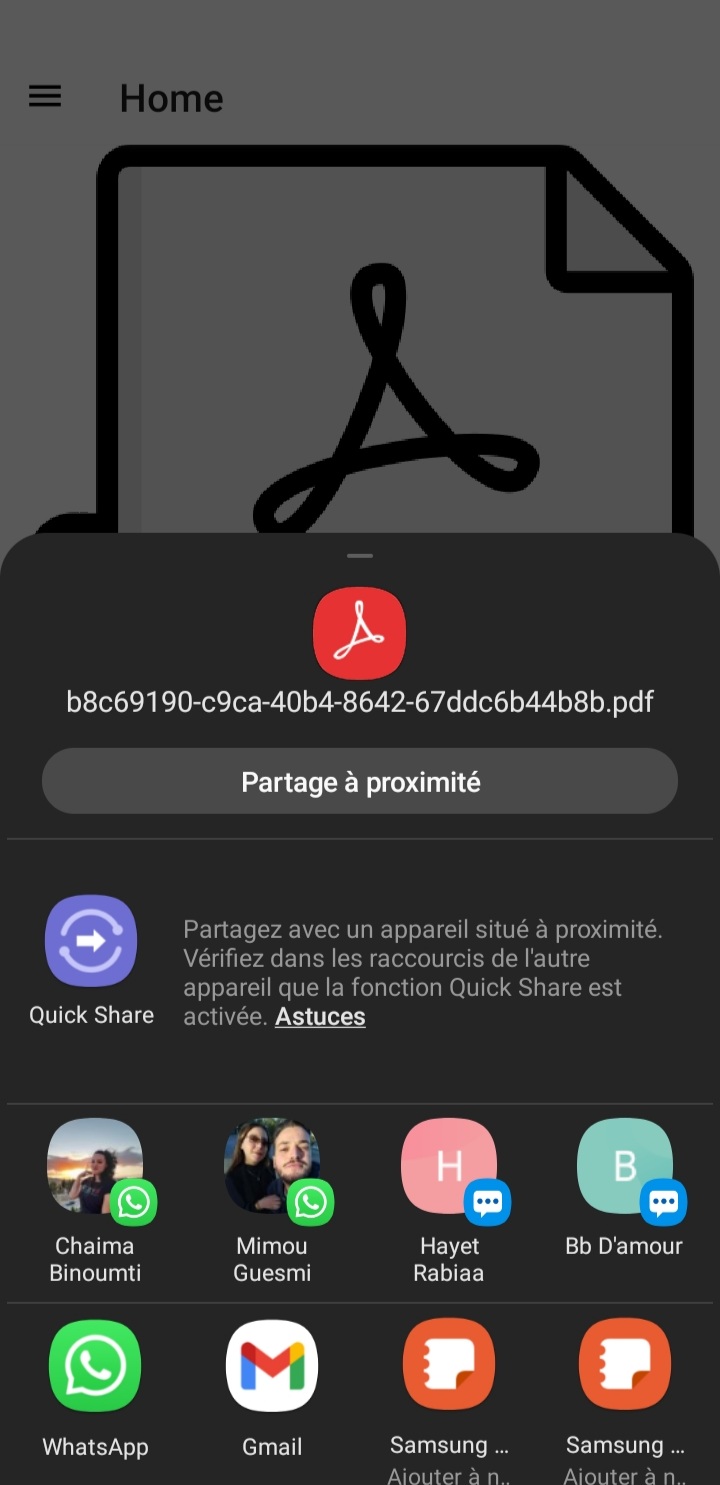 Home
b8c69190-c9ca-40b4-8642-67ddc6b44b8b.pdf
Partage à proximité
Partagez avec un appareil situé à proximité.
Vérifiez dans les raccourcis de l'autre
appareil que la fonction Quick Share est
activée. Astuces
Quick Share
Chaima
Binoumti
Mimou
Guesmi
Hayet
Rabiaa
Bb D'amour
H
B
WhatsApp
Gmail
Samsung ...
Ajouter à n..
Samsung ...
Ajouter à n..